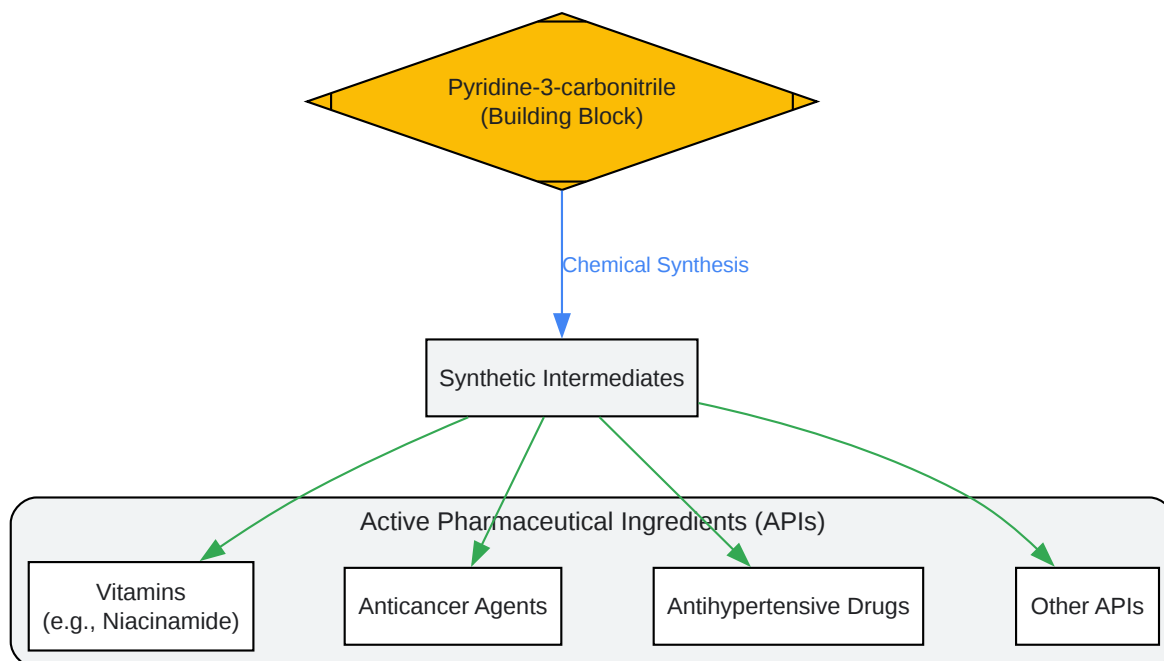 Pyridine-3-carbonitrile
(Building Block)
Chemical Synthesis
Synthetic Intermediates
Active Pharmaceutical Ingredients (APIs)
Vitamins
(e.g., Niacinamide)
Anticancer Agents
Antihypertensive Drugs
Other APIs